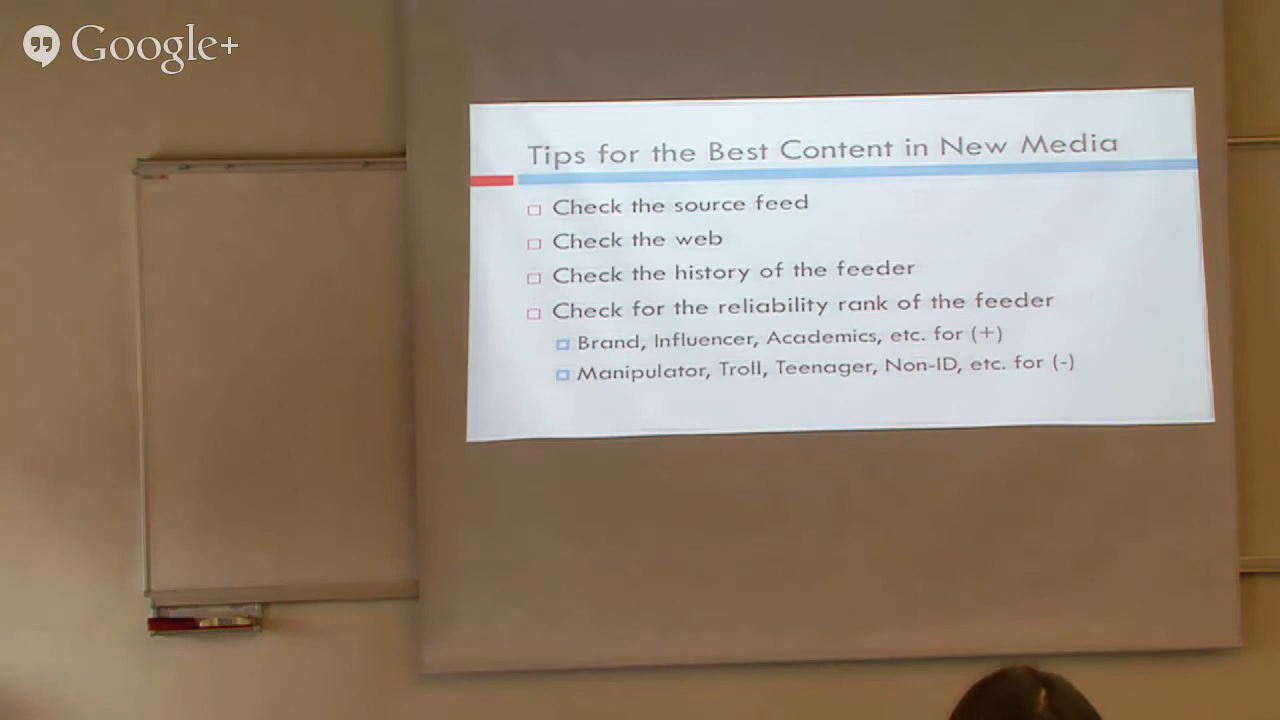 Google+
Tips for the Best Content in New Media
Check the source feed
Check the web
Check the history of the feeder
Check for the reliability rank of the feeder
Brand, Influencer, Academics, etc. for (+)
Manipulator, Troll, Teenager, Non-ID, etc. for (-)